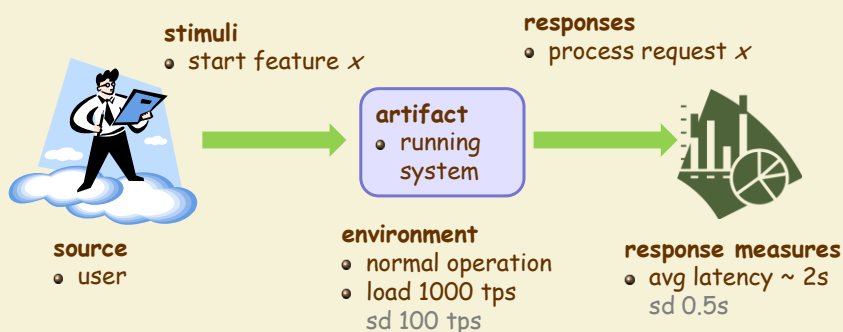 stimuli
start feature x
responses
process request x
artifact
running
system
source
user
environment
normal operation
load 1000 tps
sd 100 tps
response measures
avg latency ~ 2s
sd 0.5s